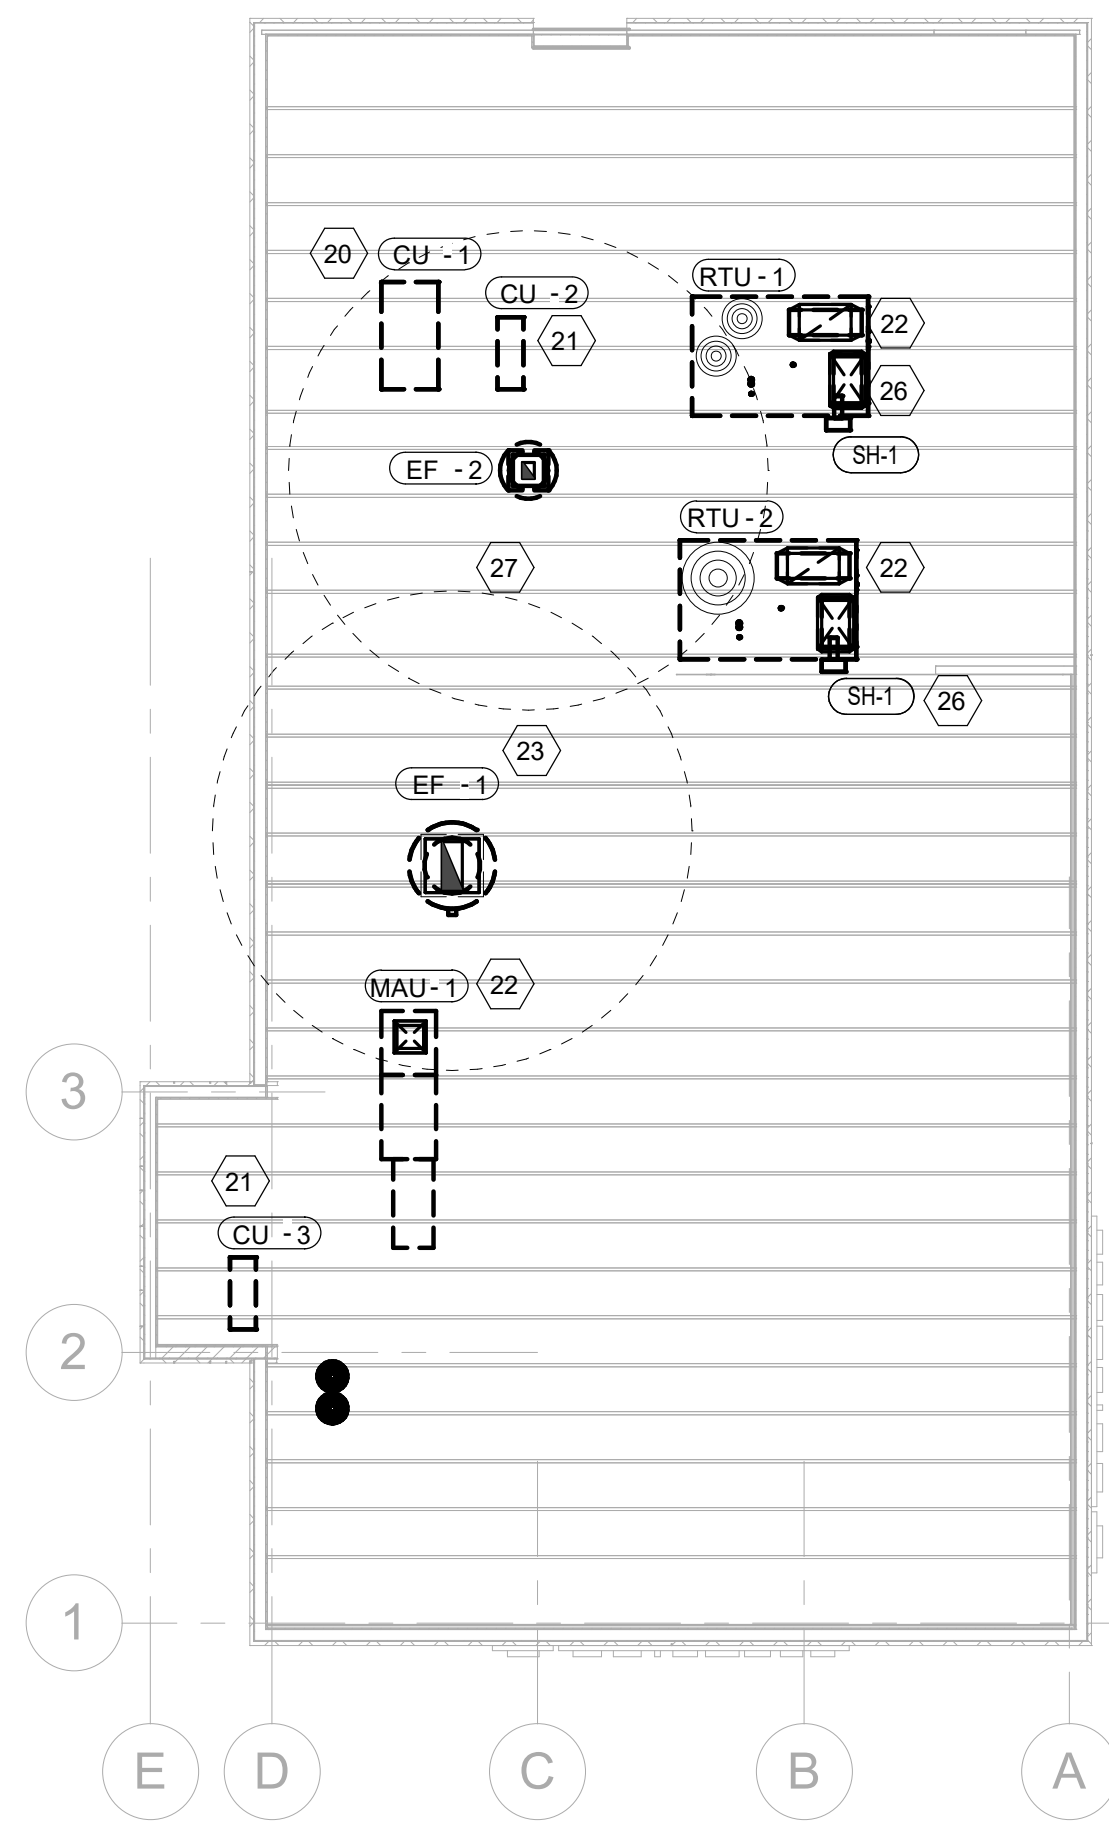 20
CU - 1
CU - 2
21
RTU - 1
22
26
SH-1
EF - 2
RTU - 2
27
22
SH-1
26
23
EF - 1
MAU - 1
22
3
21
CU - 3
2
1
E
D
C
B
A